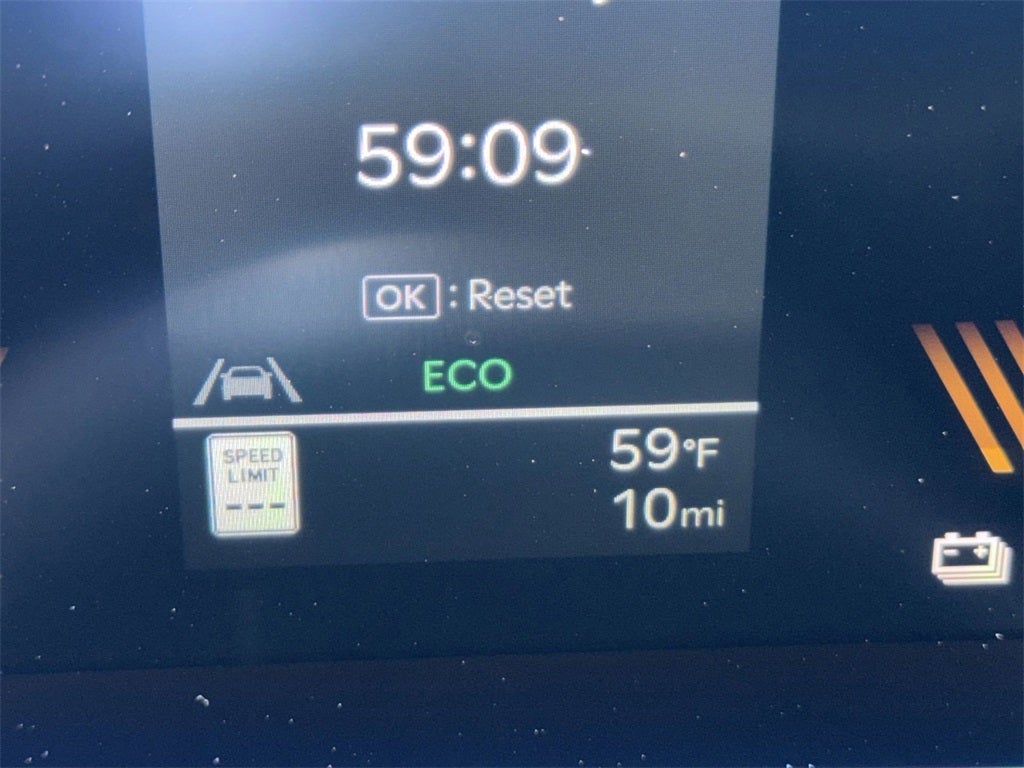 59:09
OK : Reset
ECO
SPEED
LIMIT
---
59°F
10mi